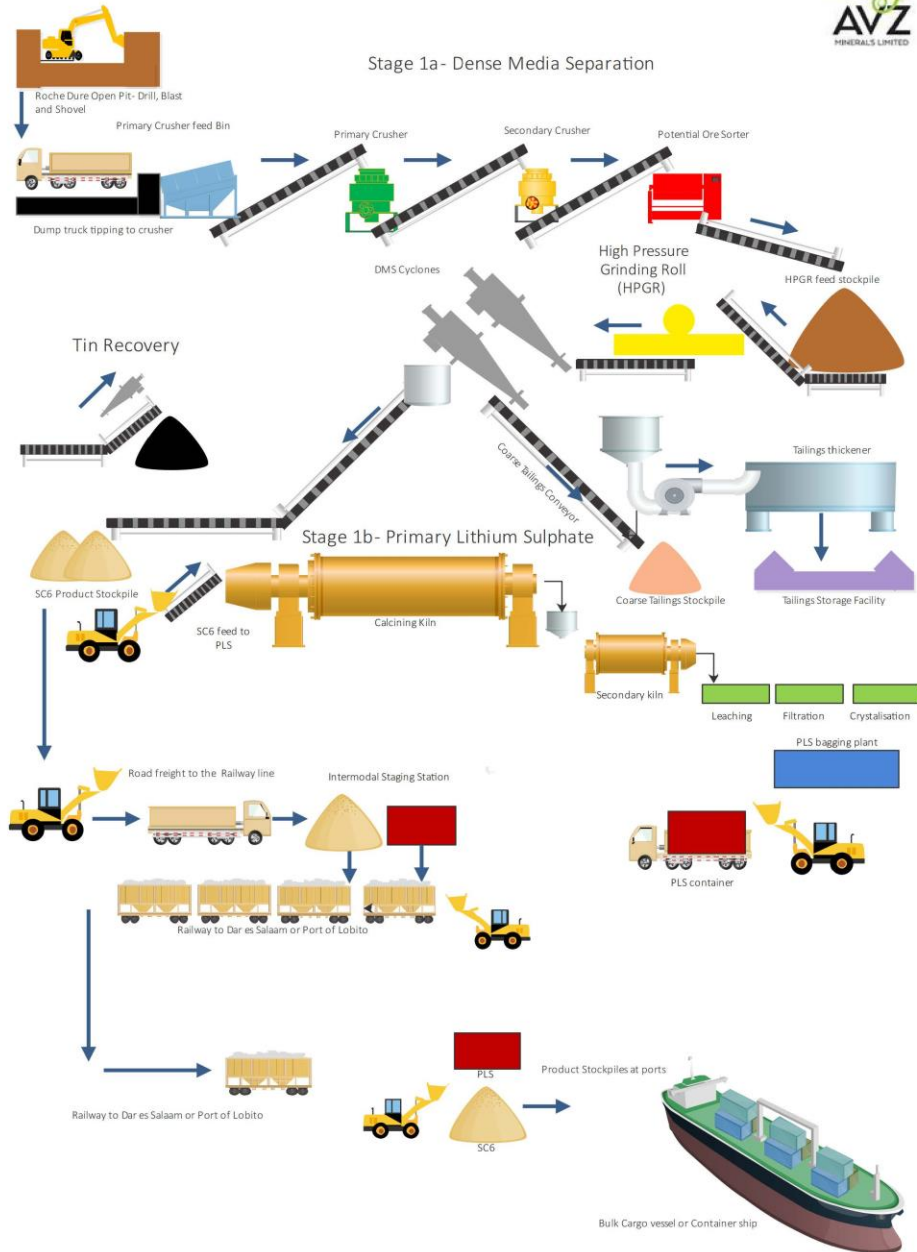 AVZ
MINERALS LIMITED
Stage 1a- Dense Media Separation
Roche Dure Open Pit- Drill, Blast
and Shovel
Primary Crusher feed Bin
Primary Crusher
Secondary Crusher
Potential Ore Sorter
Dump truck tipping to crusher
DMS Cyclones
High Pressure
Grinding Roll
(HPGR)
HPGR feed stockpile
Tin Recovery
Coarse Tailings Conveyor
Tailings thickener
Stage 1b- Primary Lithium Sulphate
SC6 Product Stockpile
SC6 feed to
PLS
Calcining Kiln
Coarse Tailings Stockpile
Tailings Storage Facility
Secondary kiln
Leaching
Filtration
Crystalisation
PLS bagging plant
Road freight to the Railway line
Intermodal Staging Station
PLS container
Railway to Dar es Salaam or Port of Lobito
Railway to Dar es Salaam or Port of Lobito
PLS
Product Stockpiles at ports
SC6
Bulk Cargo vessel or Container ship